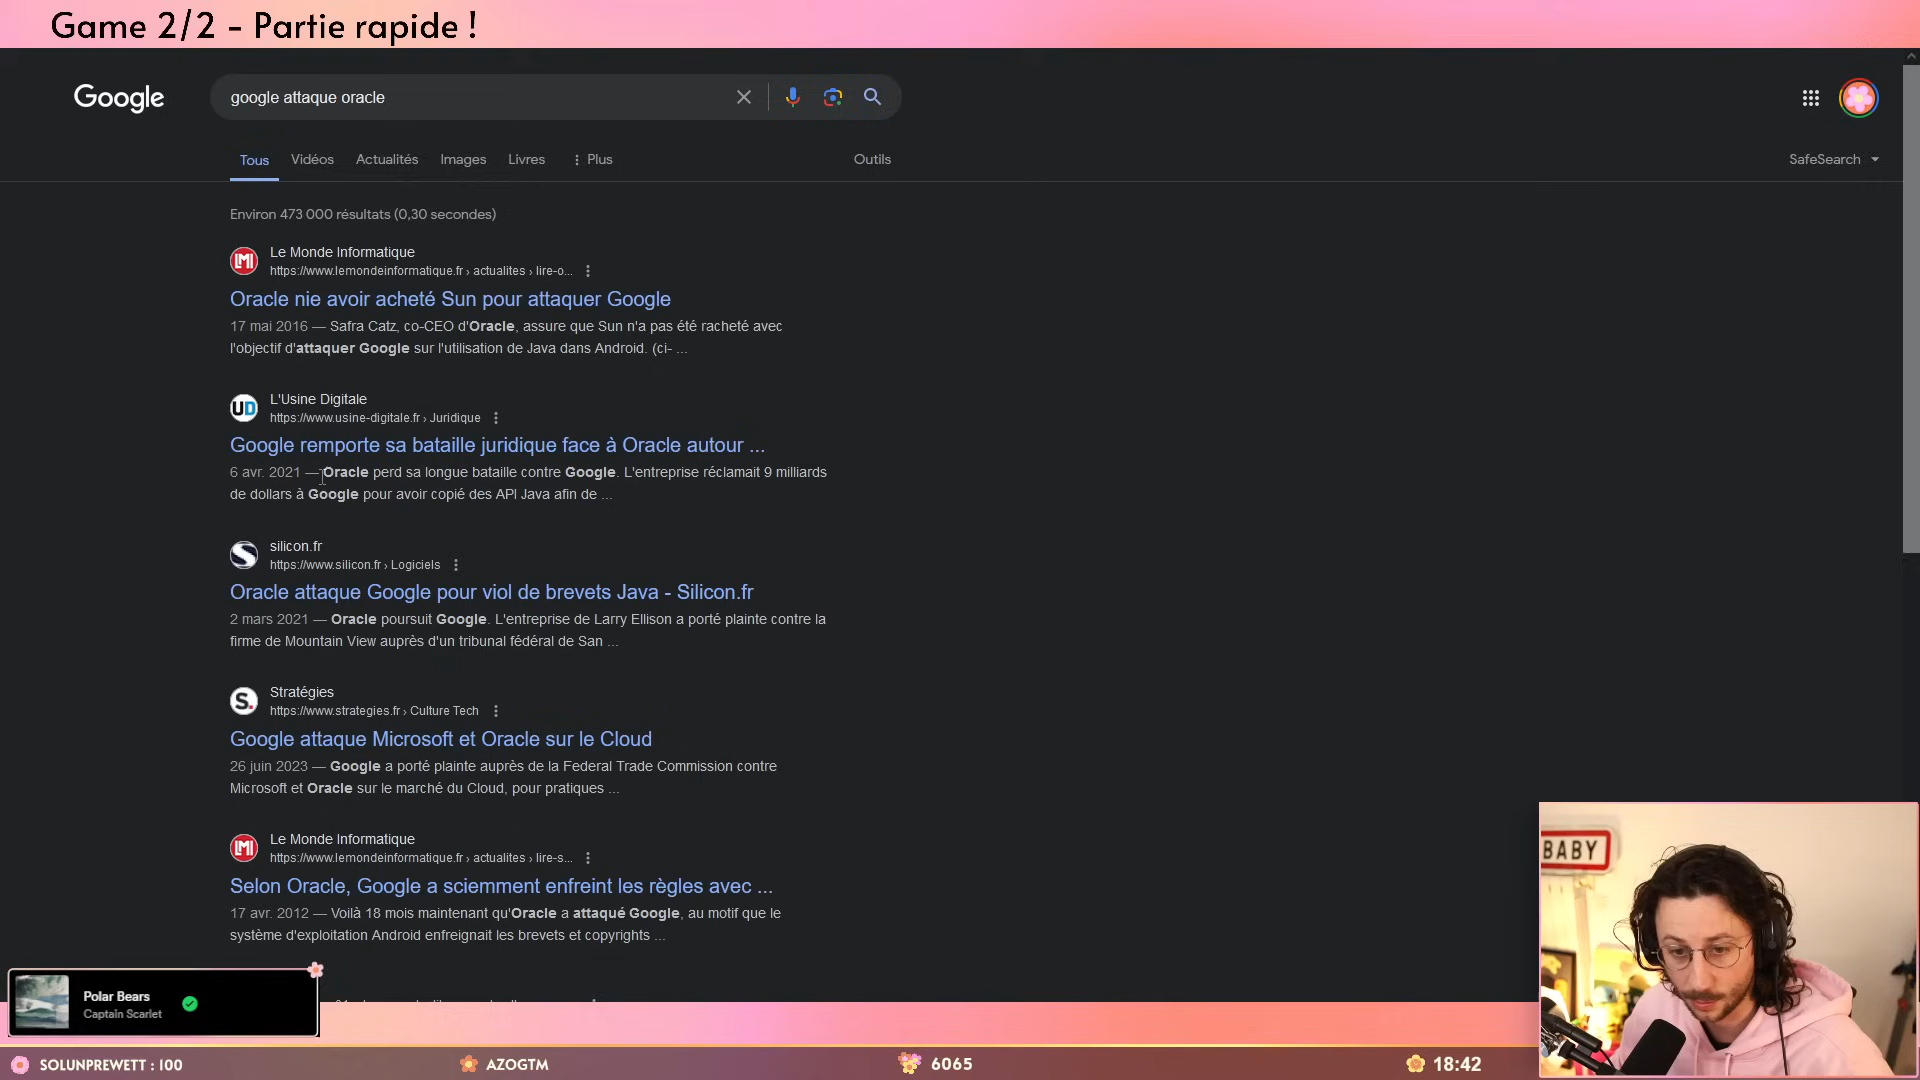 Game 2/2 - Partie rapide !
Google
google attaque oracle
Tous
Vidéos
Actualités
Images
Livres
Plus
Outils
SafeSearch
Environ 473 000 résultats (0,30 secondes)
Le Monde Informatique
https://www.lemondeinformatique.fr › actualites › lire-o...
Oracle nie avoir acheté Sun pour attaquer Google
17 mai 2016 — Safra Catz, co-CEO d'Oracle, assure que Sun n'a pas été racheté avec
l'objectif d'attaquer Google sur l'utilisation de Java dans Android. (ci- ...
L'Usine Digitale
https://www.usine-digitale.fr › Juridique
Google remporte sa bataille juridique face à Oracle autour ...
6 avr. 2021 — Oracle perd sa longue bataille contre Google. L'entreprise réclamait 9 milliards
de dollars à Google pour avoir copié des API Java afin de ...
silicon.fr
https://www.silicon.fr › Logiciels
Oracle attaque Google pour viol de brevets Java - Silicon.fr
2 mars 2021 — Oracle poursuit Google. L'entreprise de Larry Ellison a porté plainte contre la
firme de Mountain View auprès d'un tribunal fédéral de San ...
Stratégies
https://www.strategies.fr › Culture Tech
Google attaque Microsoft et Oracle sur le Cloud
26 juin 2023 — Google a porté plainte auprès de la Federal Trade Commission contre
Microsoft et Oracle sur le marché du Cloud, pour pratiques ...
Le Monde Informatique
https://www.lemondeinformatique.fr › actualites › lire-s...
Selon Oracle, Google a sciemment enfreint les règles avec ...
17 avr. 2012 — Voilà 18 mois maintenant qu'Oracle a attaqué Google, au motif que le
système d'exploitation Android enfreignait les brevets et copyrights ...
BABY
Polar Bears
Captain Scarlet
SOLUNPREWETT : 100
AZOGTM
6065
18:42